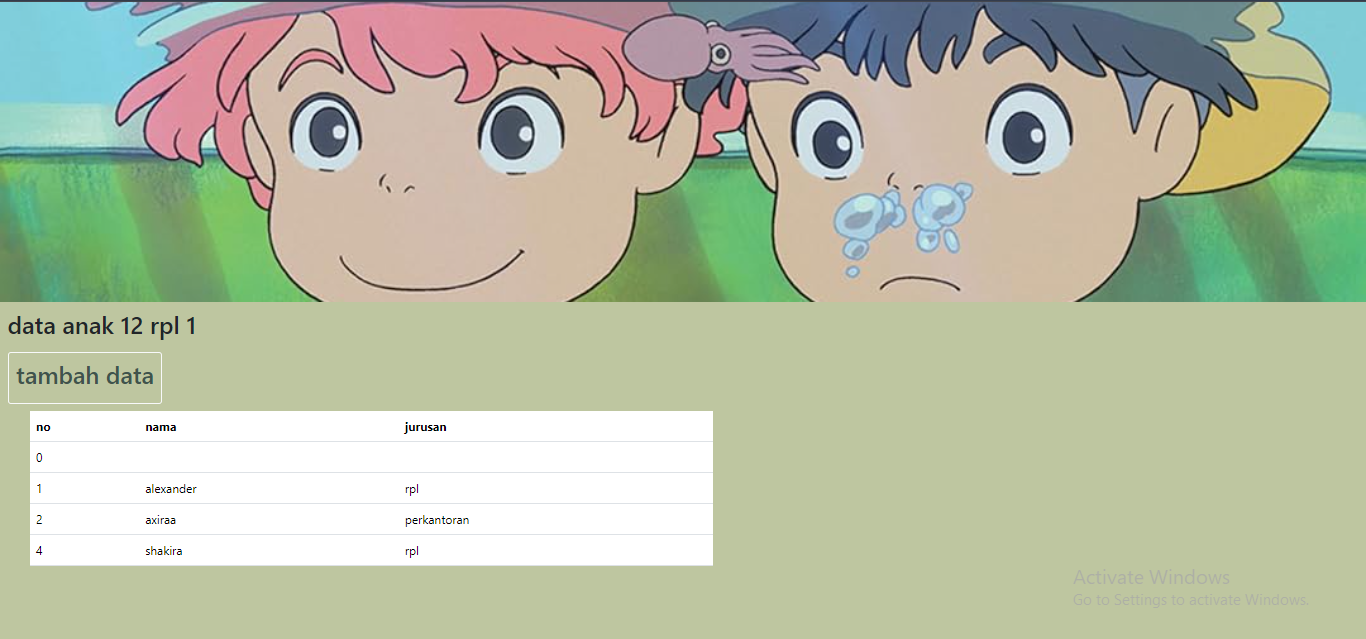 data anak 12 rpl 1
tambah data
no nama jurusan
0
1 alexander rpl
2 axiraa perkantoran
4 shakira rpl
Activate Windows
Go to Settings to activate Windows.